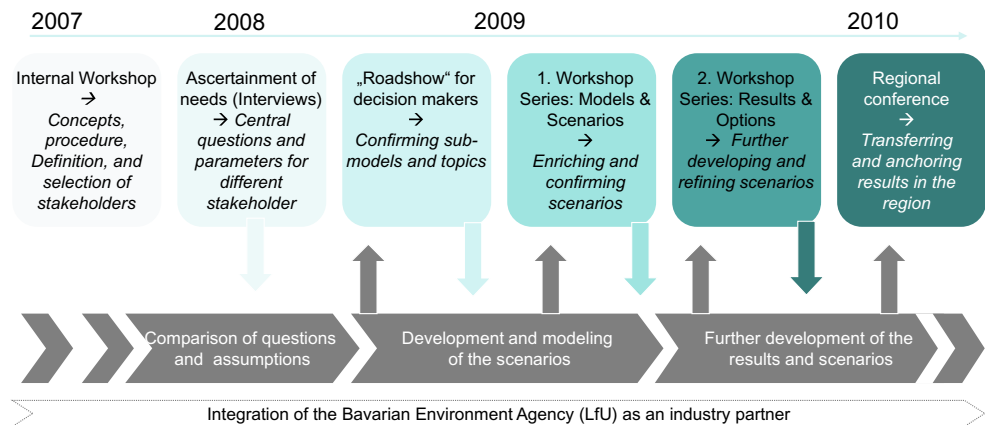 2007
2008
2009
2010
Internal Workshop
→
Concepts,
procedure,
Definition, and
selection of
stakeholders
Ascertainment of
needs (Interviews)
→ Central
questions and
parameters for
different
stakeholder
„Roadshow“ for
decision makers
→
Confirming sub-
models and topics
1. Workshop
Series: Models &
Scenarios
→
Enriching and
confirming
scenarios
2. Workshop
Series: Results &
Options
→ Further
developing and
refining scenarios
Regional
conference
→
Transferring
and anchoring
results in the
region
Comparison of questions
and assumptions
Development and modeling
of the scenarios
Further development of the
results and scenarios
Integration of the Bavarian Environment Agency (LfU) as an industry partner